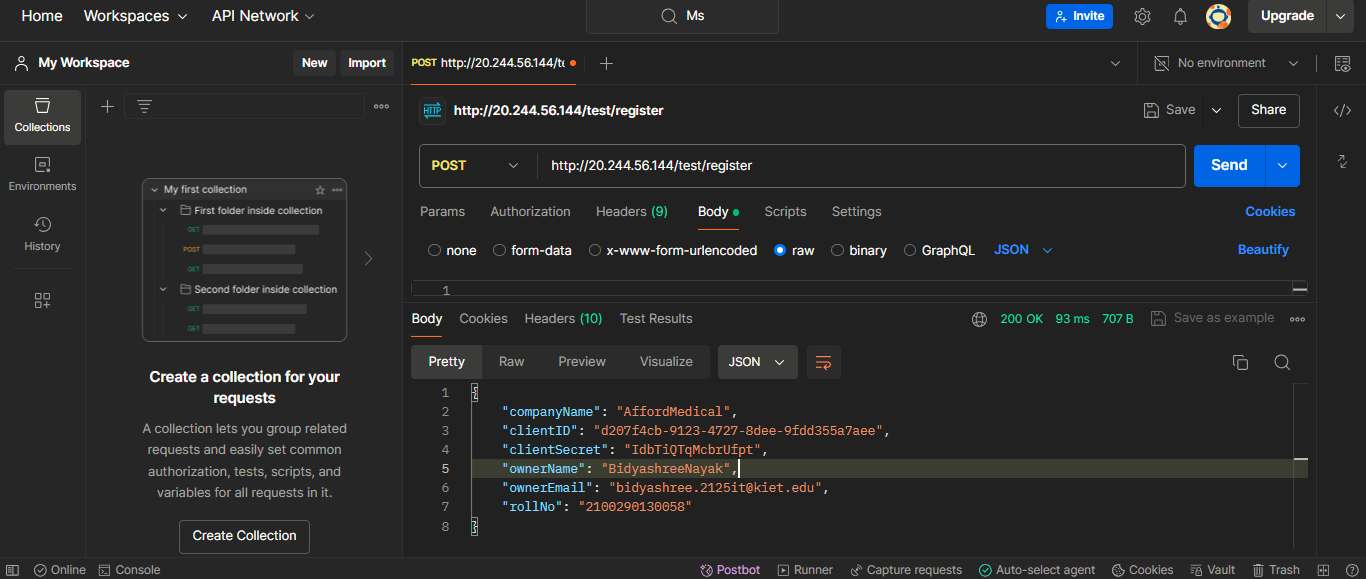 Home Workspaces API Network Ms Invite Upgrade
My Workspace New Import POST http://20.244.56.144/te No environment
Collections
Environments
History
My first collection
First folder inside collection
GET
POST
GET
Second folder inside collection
GET
GET
Create a collection for your
requests
A collection lets you group related
requests and easily set common
authorization, tests, scripts, and
variables for all requests in it.
Create Collection
HTTP http://20.244.56.144/test/register Save Share
POST http://20.244.56.144/test/register Send
Params Authorization Headers (9) Body Scripts Settings Cookies
none form-data x-www-form-urlencoded raw binary GraphQL JSON Beautify
1
Body Cookies Headers (10) Test Results 200 OK 93 ms 707 B Save as example
Pretty Raw Preview Visualize JSON
1 {
2 "companyName": "AffordMedical",
3 "clientID": "d207f4cb-9123-4727-8dee-9fdd355a7aee",
4 "clientSecret": "IdbTiQTqMcbrUfpt",
5 "ownerName": "BidyashreeNayak",
6 "ownerEmail": "bidyashree.2125it@kiet.edu",
7 "rollNo": "2100290130058"
8 }
Online Console Postbot Runner Capture requests Auto-select agent Cookies Vault Trash